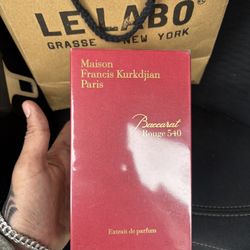 LE LABO
GRASSE NEW YORK
Maison
Francis Kurkdjian
Paris
Baccarat
Rouge 540
Extrait de parfum